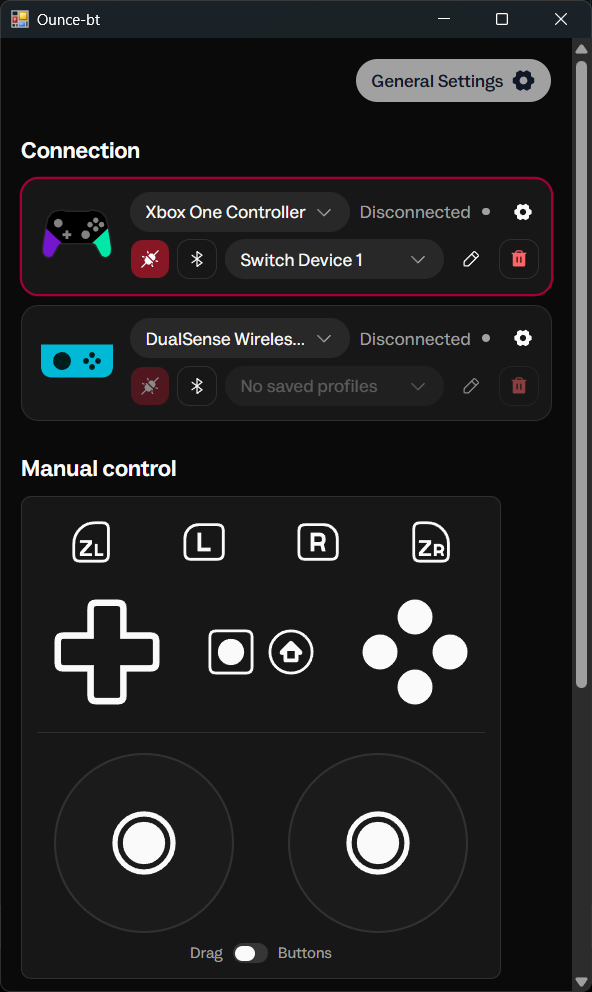 Ounce-bt
General Settings
Connection
Xbox One Controller
Disconnected
Switch Device 1
DualSense Wireles...
Disconnected
No saved profiles
Manual control
ZL
L
R
ZR
Drag
Buttons